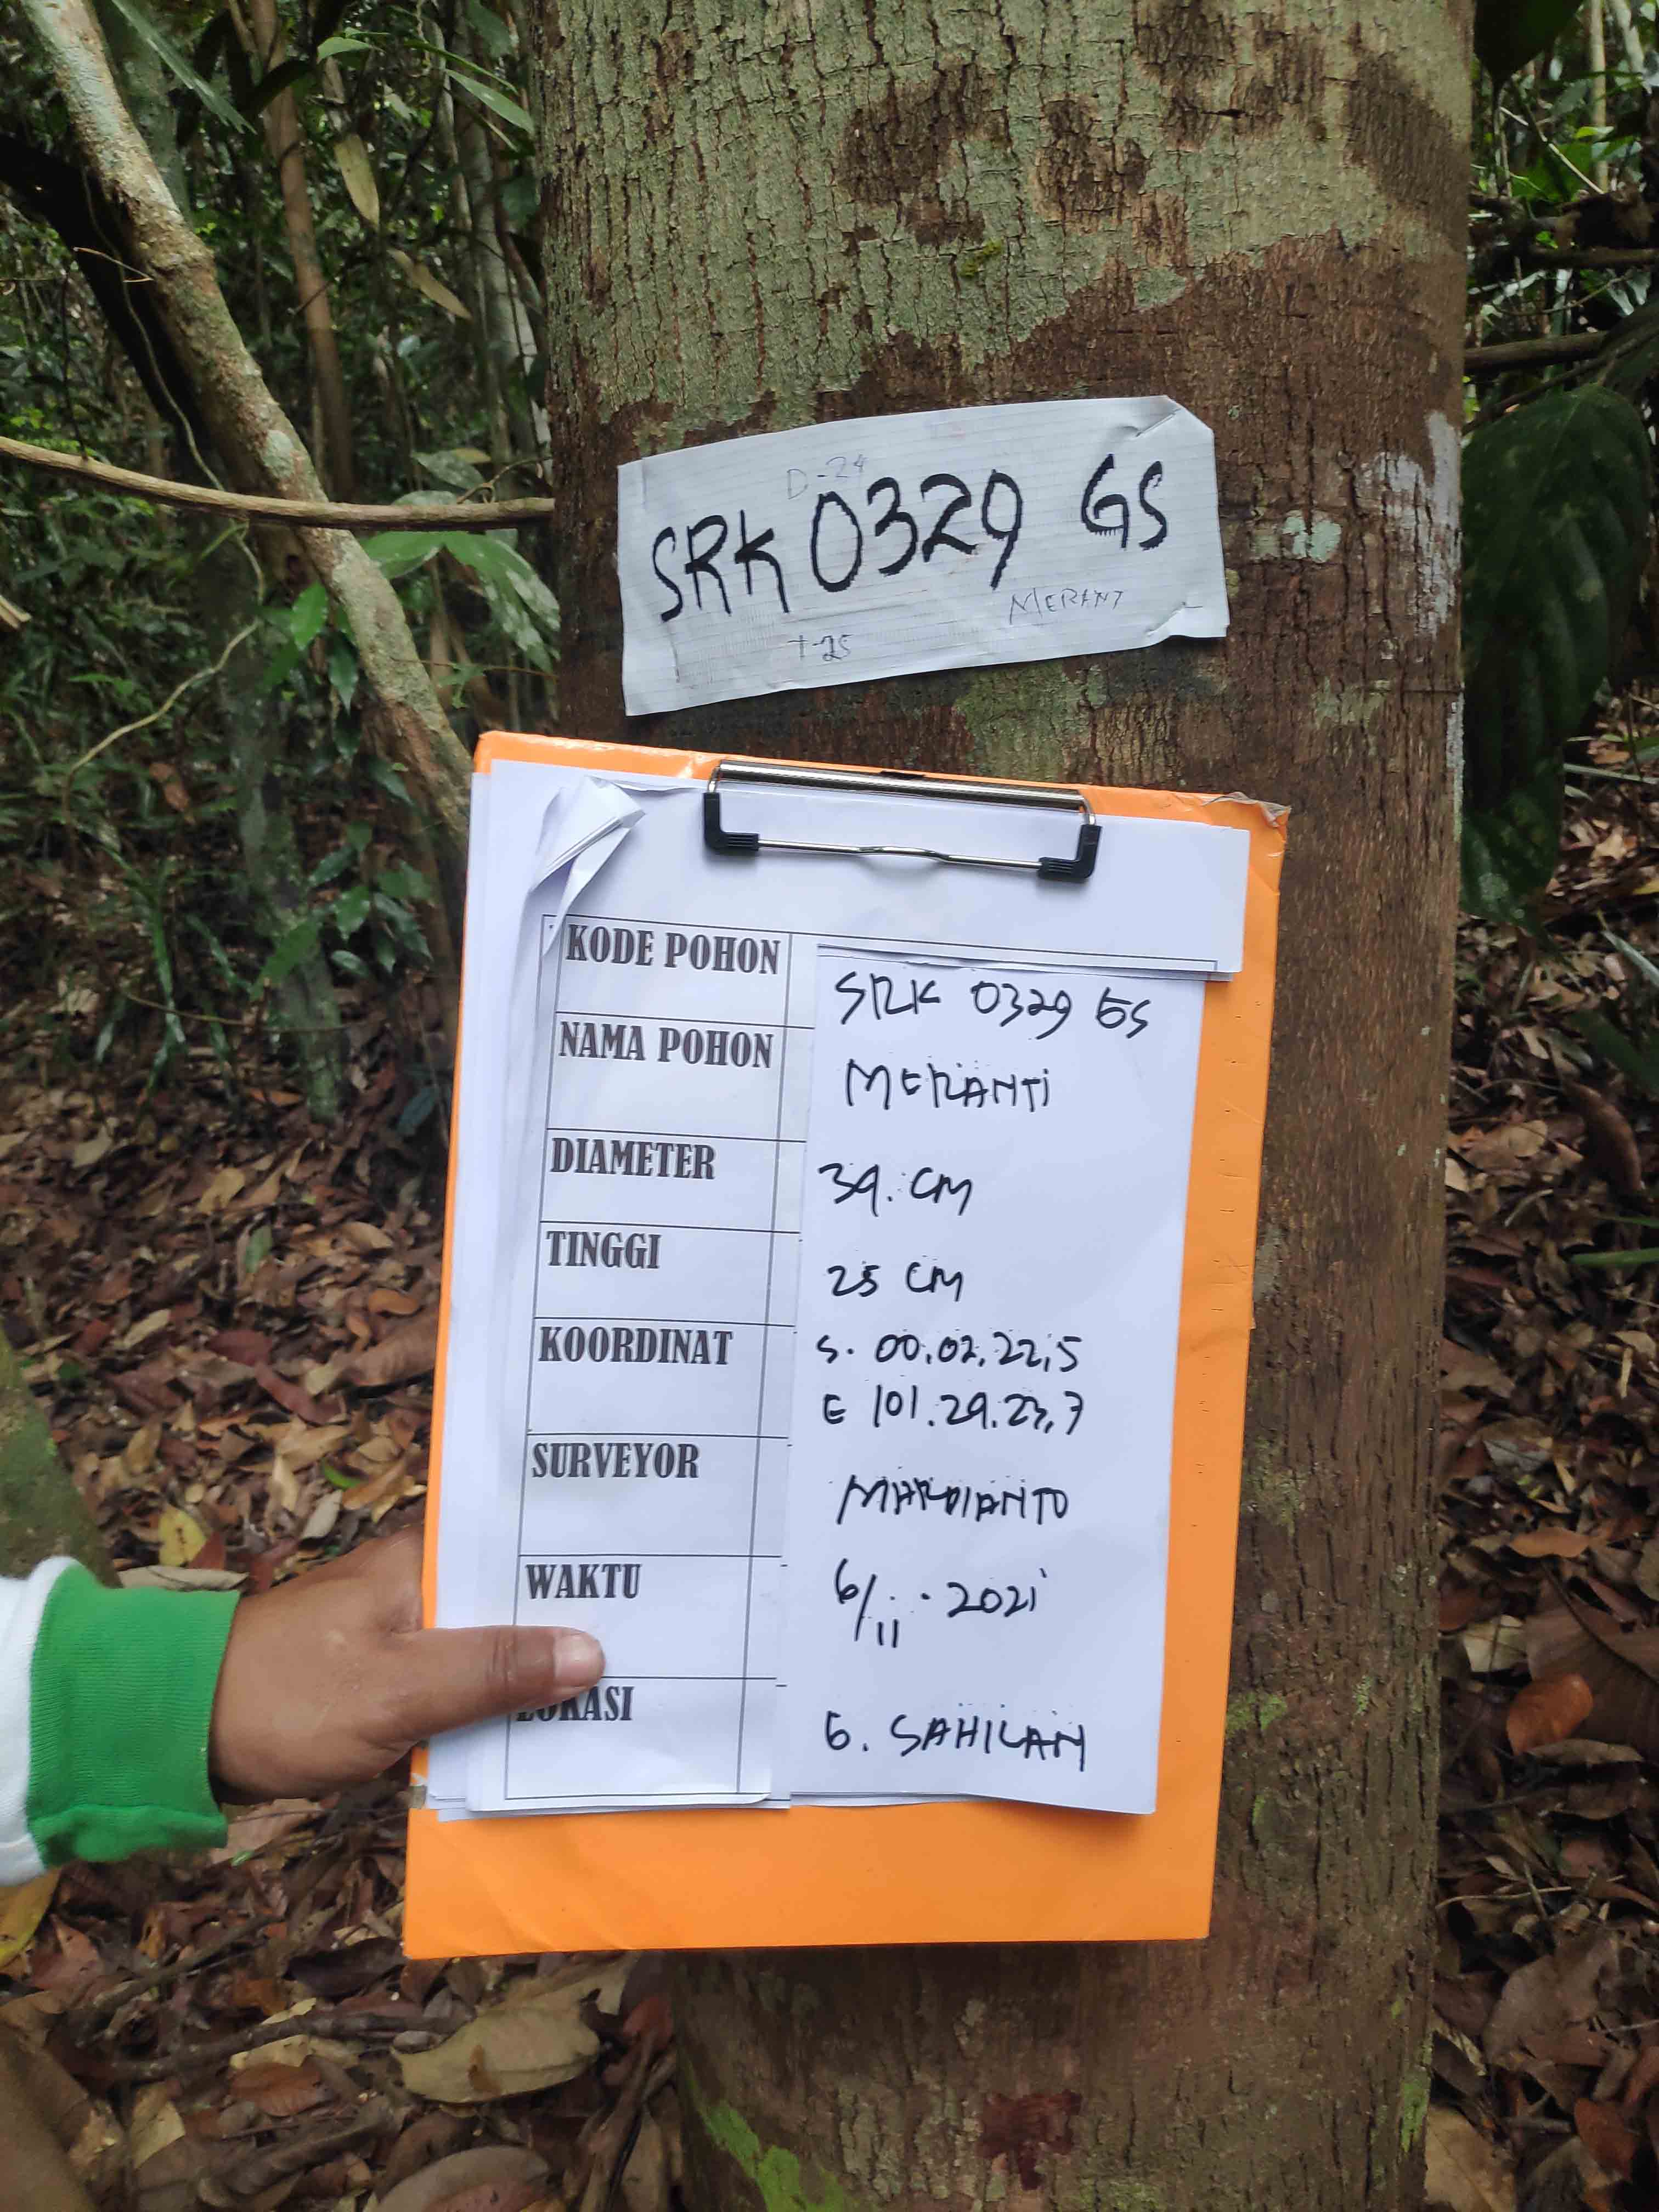 D-24
SRK 0329 GS
MERANT
T-25
KODE POHON SRK 0329 GS
NAMA POHON MERANTI
DIAMETER 39. CM
TINGGI 25 CM
KOORDINAT S. 00.02.22,5
E 101.29.23,7
SURVEYOR MARDIANTO
WAKTU 6/11.2021
LOKASI G. SAHILAN